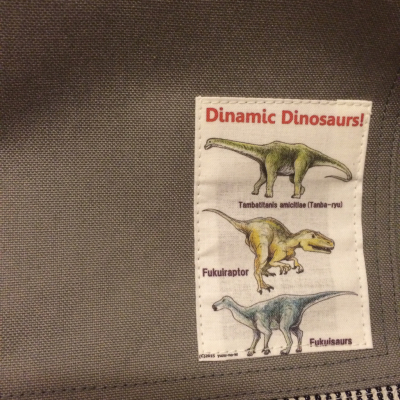 Dinamic Dinosaurs!
Tambatitanis amicitiae (Tanba-ryu)
Fukuiraptor
Fukuisaurs